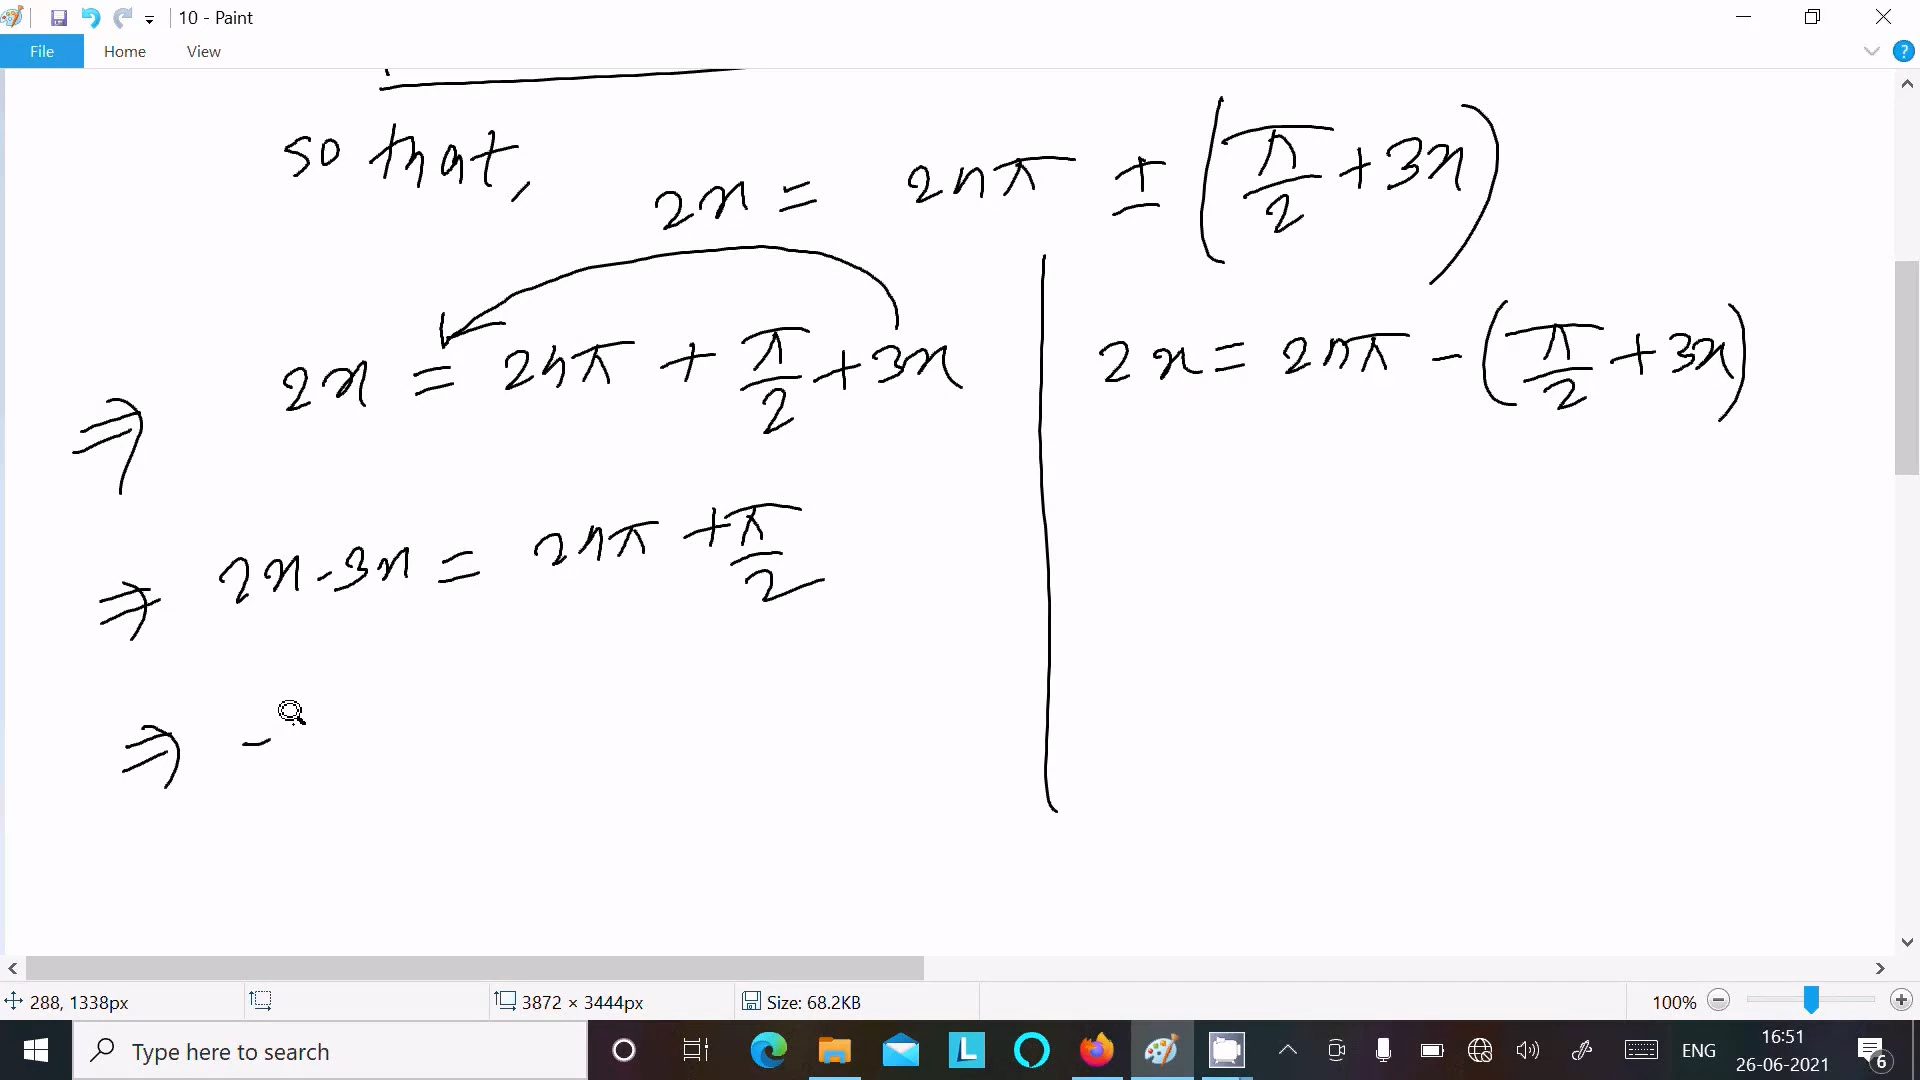 10 - Paint
File Home View
so that,
2x = 2nπ ± (π/2 + 3x)
⇒ 2x = 2nπ + π/2 + 3x
2x = 2nπ - (π/2 + 3x)
⇒ 2x - 3x = 2nπ + π/2
⇒ -
288, 1338px
3872 × 3444px
Size: 68.2KB
100%
Type here to search
L
ENG
16:51
26-06-2021
6